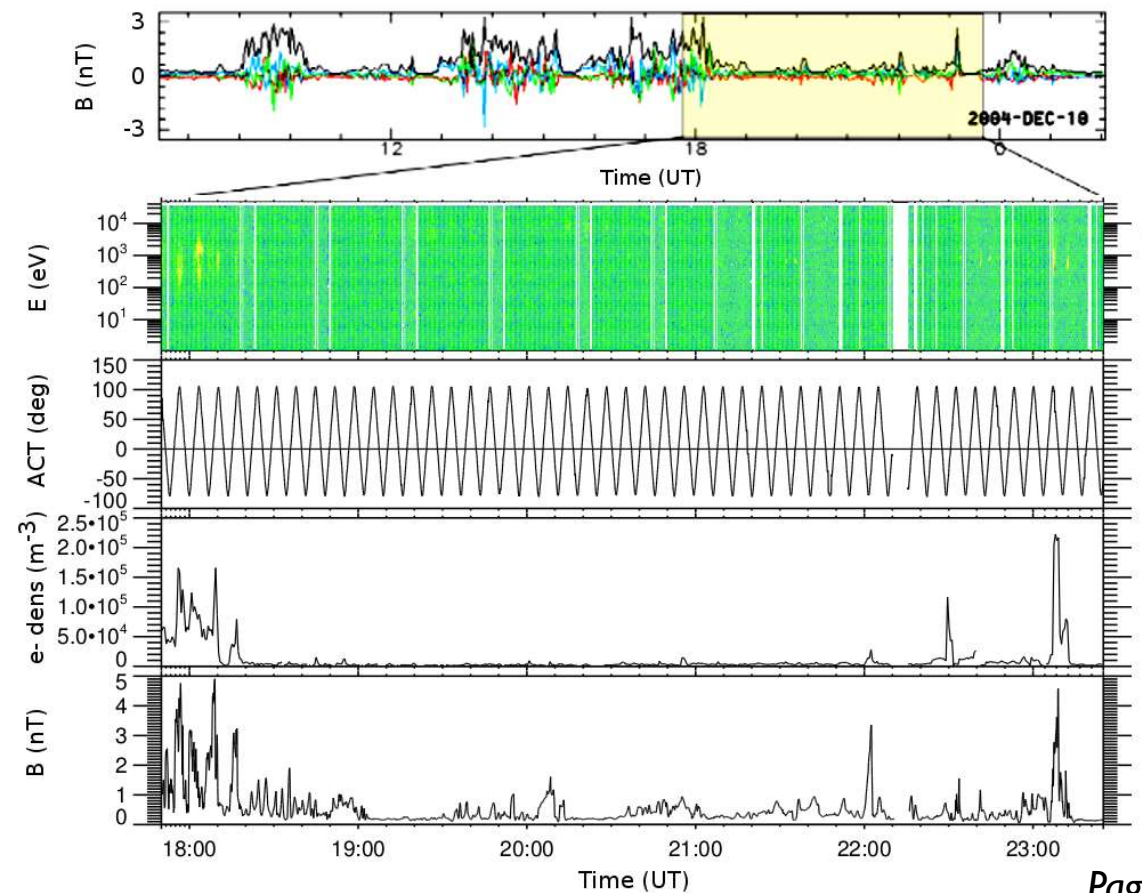 3
0
-3
B (nT)
2004-DEC-10
12
18
0
Time (UT)
10⁴
10³
10²
10¹
E (eV)
150
100
50
0
-50
-100
ACT (deg)
2.5•10⁵
2.0•10⁵
1.5•10⁵
1.0•10⁵
5.0•10⁴
0
e- dens (m⁻³)
5
4
3
2
1
0
B (nT)
18:00 19:00 20:00 21:00 22:00 23:00
Time (UT)
Pag